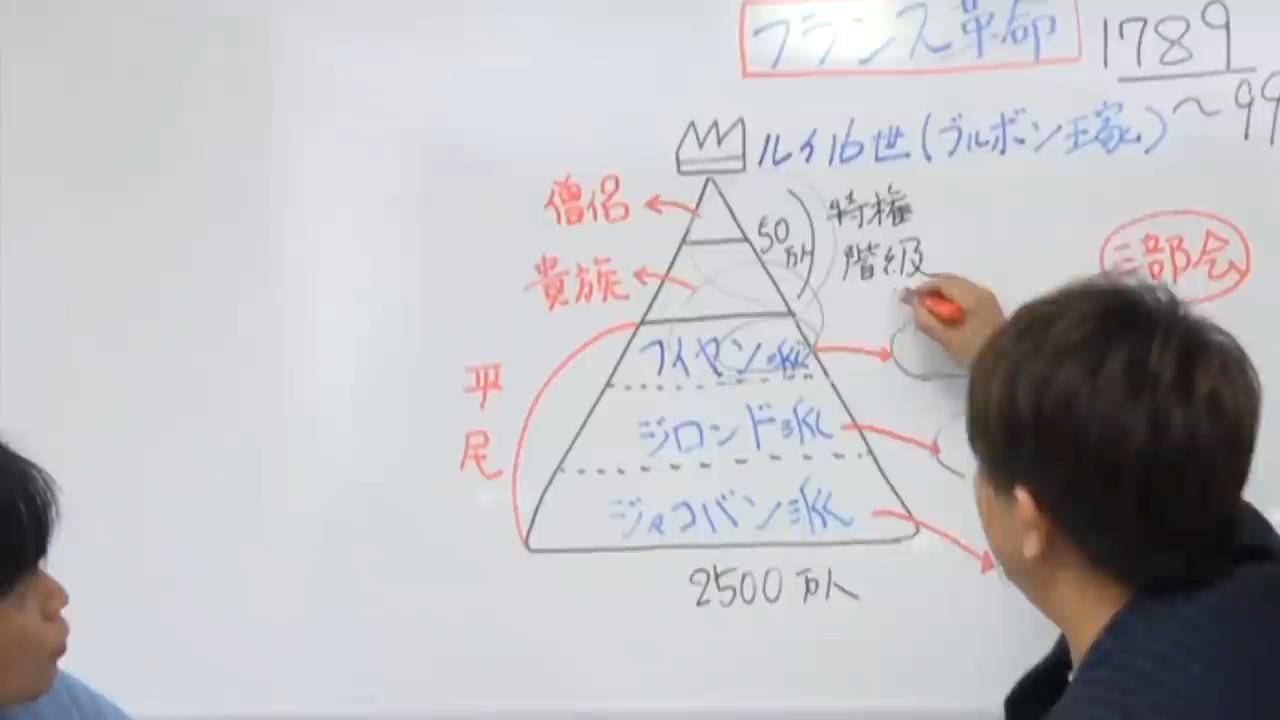 フランス革命
1789
～99
ルイ16世(ブルボン王家)
僧侶
50万人
特権
階級
貴族
三部会
フイヤン派
平民
ジロンド派
ジャコバン派
2500万人